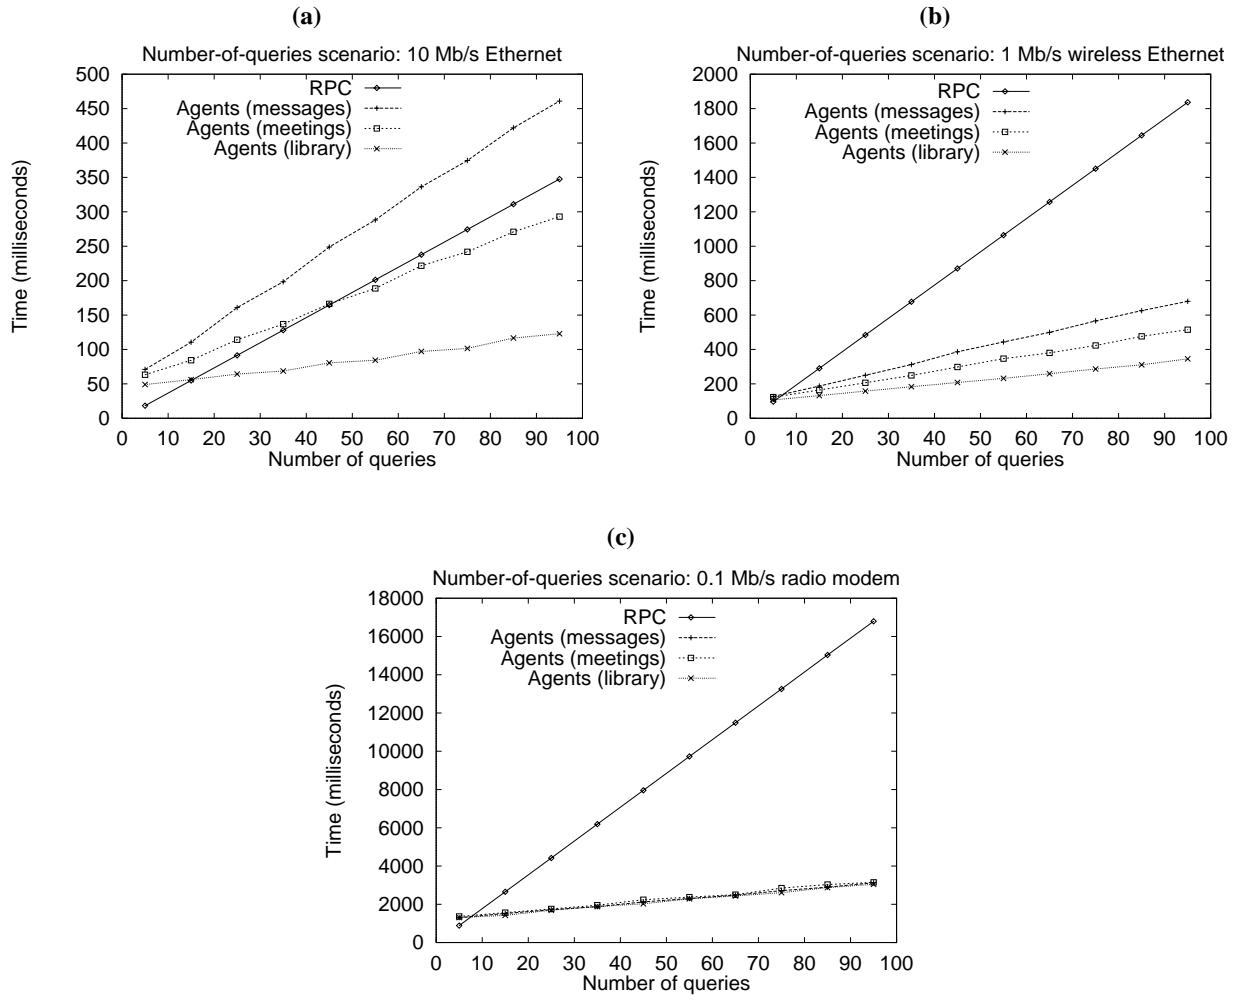 (a)
Number-of-queries scenario: 10 Mb/s Ethernet
500
450
400
350
300
250
200
150
100
50
0
Time (milliseconds)
RPC
Agents (messages)
Agents (meetings)
Agents (library)
0 10 20 30 40 50 60 70 80 90 100
Number of queries
(b)
Number-of-queries scenario: 1 Mb/s wireless Ethernet
2000
1800
1600
1400
1200
1000
800
600
400
200
0
Time (milliseconds)
RPC
Agents (messages)
Agents (meetings)
Agents (library)
0 10 20 30 40 50 60 70 80 90 100
Number of queries
(c)
Number-of-queries scenario: 0.1 Mb/s radio modem
18000
16000
14000
12000
10000
8000
6000
4000
2000
0
Time (milliseconds)
RPC
Agents (messages)
Agents (meetings)
Agents (library)
0 10 20 30 40 50 60 70 80 90 100
Number of queries